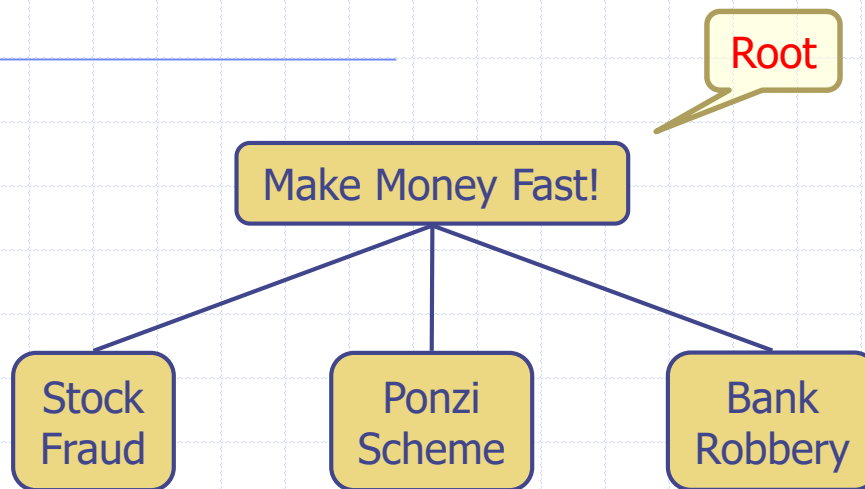 Root
Make Money Fast!
Stock
Fraud
Ponzi
Scheme
Bank
Robbery